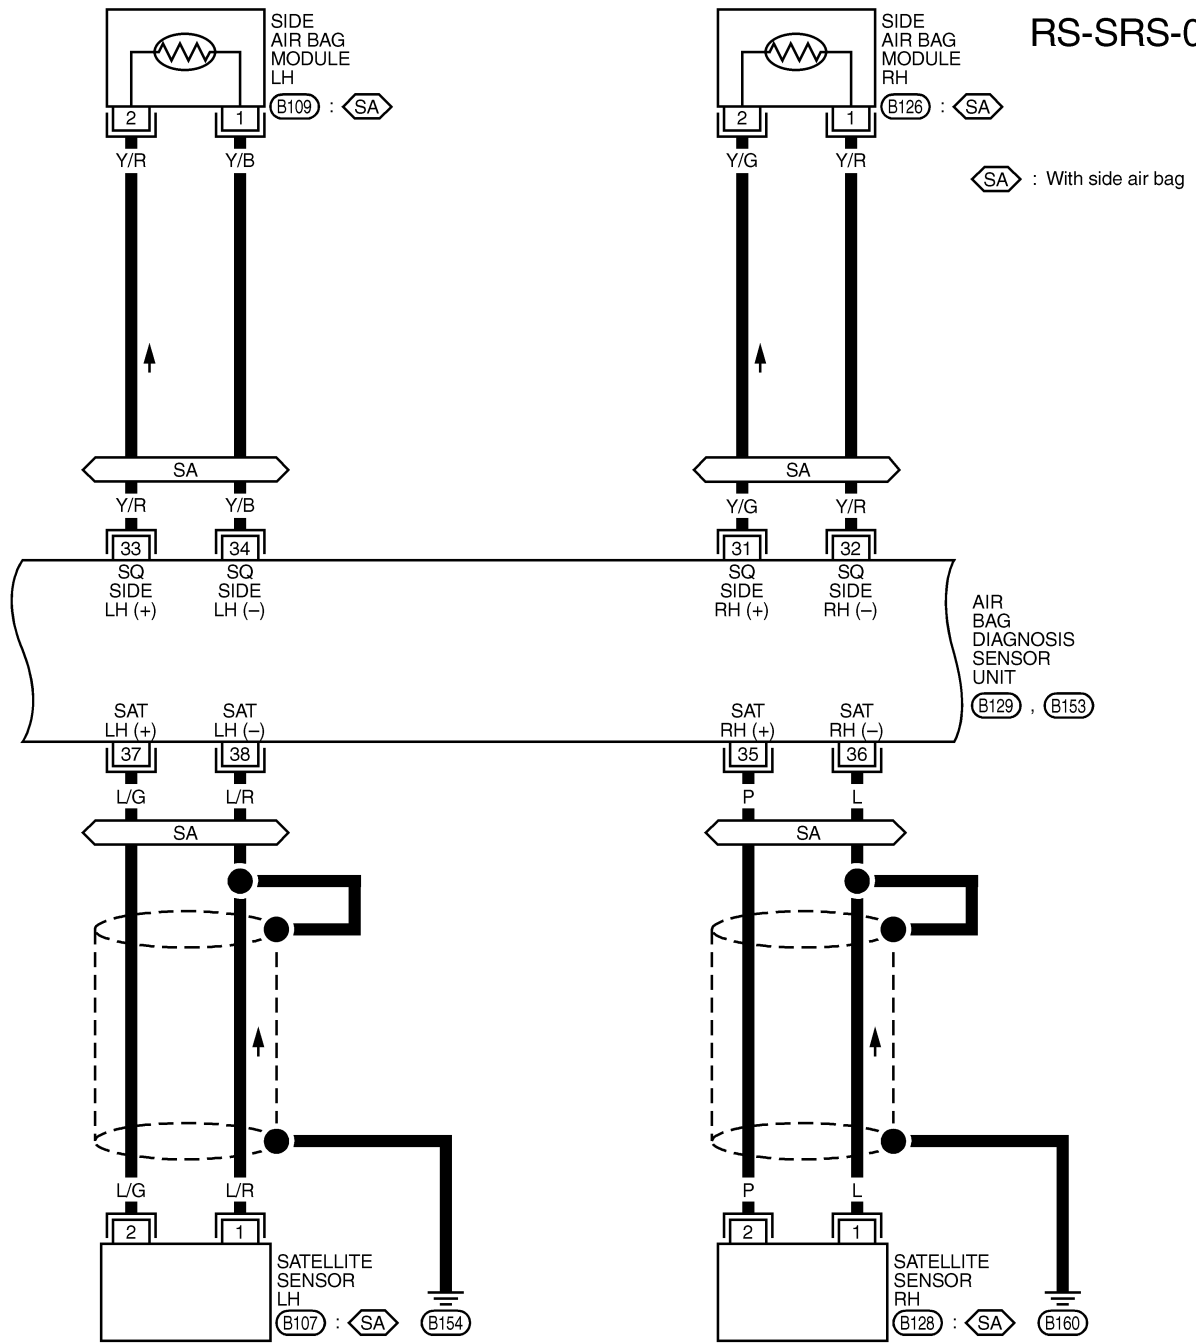 RS-SRS-0
SIDE
AIR BAG
MODULE
LH
B109 : SA
2 1
Y/R Y/B
SIDE
AIR BAG
MODULE
RH
B126 : SA
2 1
Y/G Y/R
SA : With side air bag
SA SA
Y/R Y/B Y/G Y/R
33 34 31 32
SQ SQ SQ SQ
SIDE SIDE SIDE SIDE
LH (+) LH (–) RH (+) RH (–)
AIR
BAG
DIAGNOSIS
SENSOR
UNIT
B129 , B153
SAT SAT SAT SAT
LH (+) LH (–) RH (+) RH (–)
37 38 35 36
L/G L/R P L
SA SA
L/G L/R P L
2 1 2 1
SATELLITE
SENSOR
LH
B107 : SA B154
SATELLITE
SENSOR
RH
B128 : SA B160